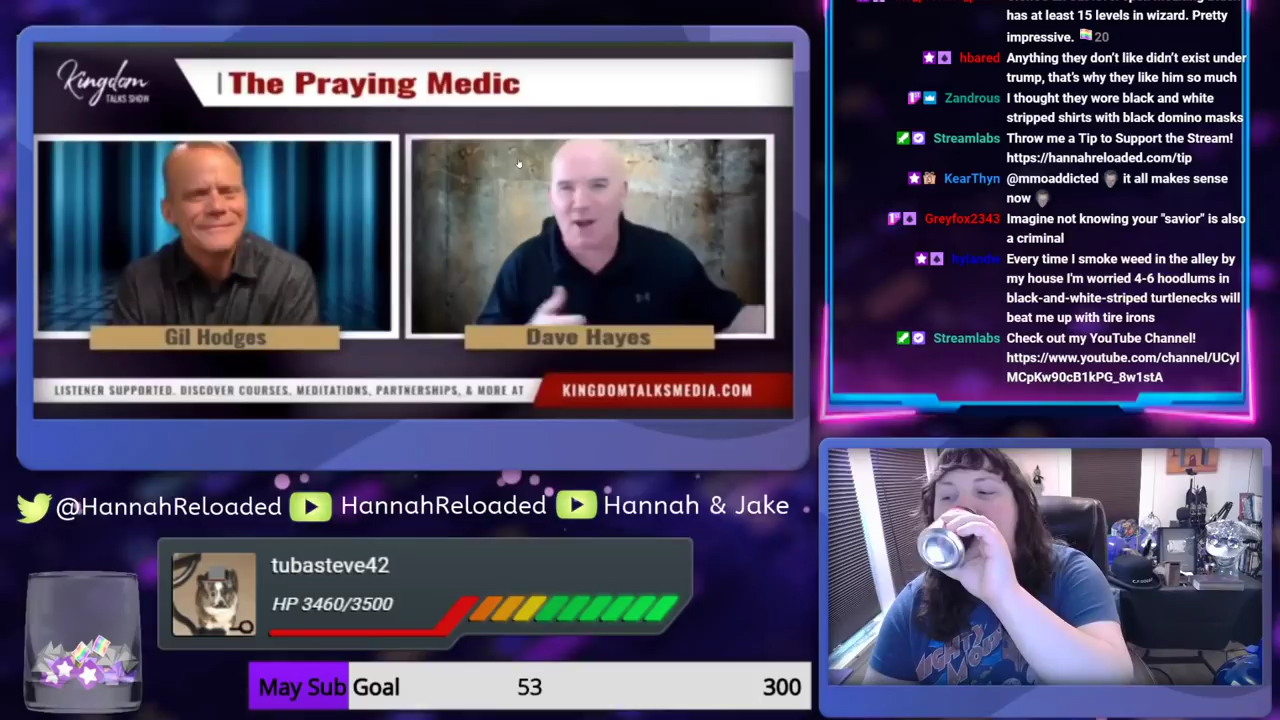 Kingdom
TALKS SHOW
The Praying Medic
Gil Hodges
Dave Hayes
LISTENER SUPPORTED. DISCOVER COURSES, MEDITATIONS, PARTNERSHIPS, & MORE AT
KINGDOMTALKSMEDIA.COM
has at least 15 levels in wizard. Pretty
impressive. 20
hbared Anything they don't like didn't exist under
trump, that's why they like him so much
Zandrous I thought they wore black and white
stripped shirts with black domino masks
Streamlabs Throw me a Tip to Support the Stream!
https://hannahreloaded.com/tip
KearThyn @mmoaddicted it all makes sense
now
Greyfox2343 Imagine not knowing your "savior" is also
a criminal
Every time I smoke weed in the alley by
my house I'm worried 4-6 hoodlums in
black-and-white-striped turtlenecks will
beat me up with tire irons
Streamlabs Check out my YouTube Channel!
https://www.youtube.com/channel/UCyl
MCpKw90cB1kPG_8w1stA
@HannahReloaded HannahReloaded Hannah & Jake
tubasteve42
HP 3460/3500
May Sub Goal 53 300